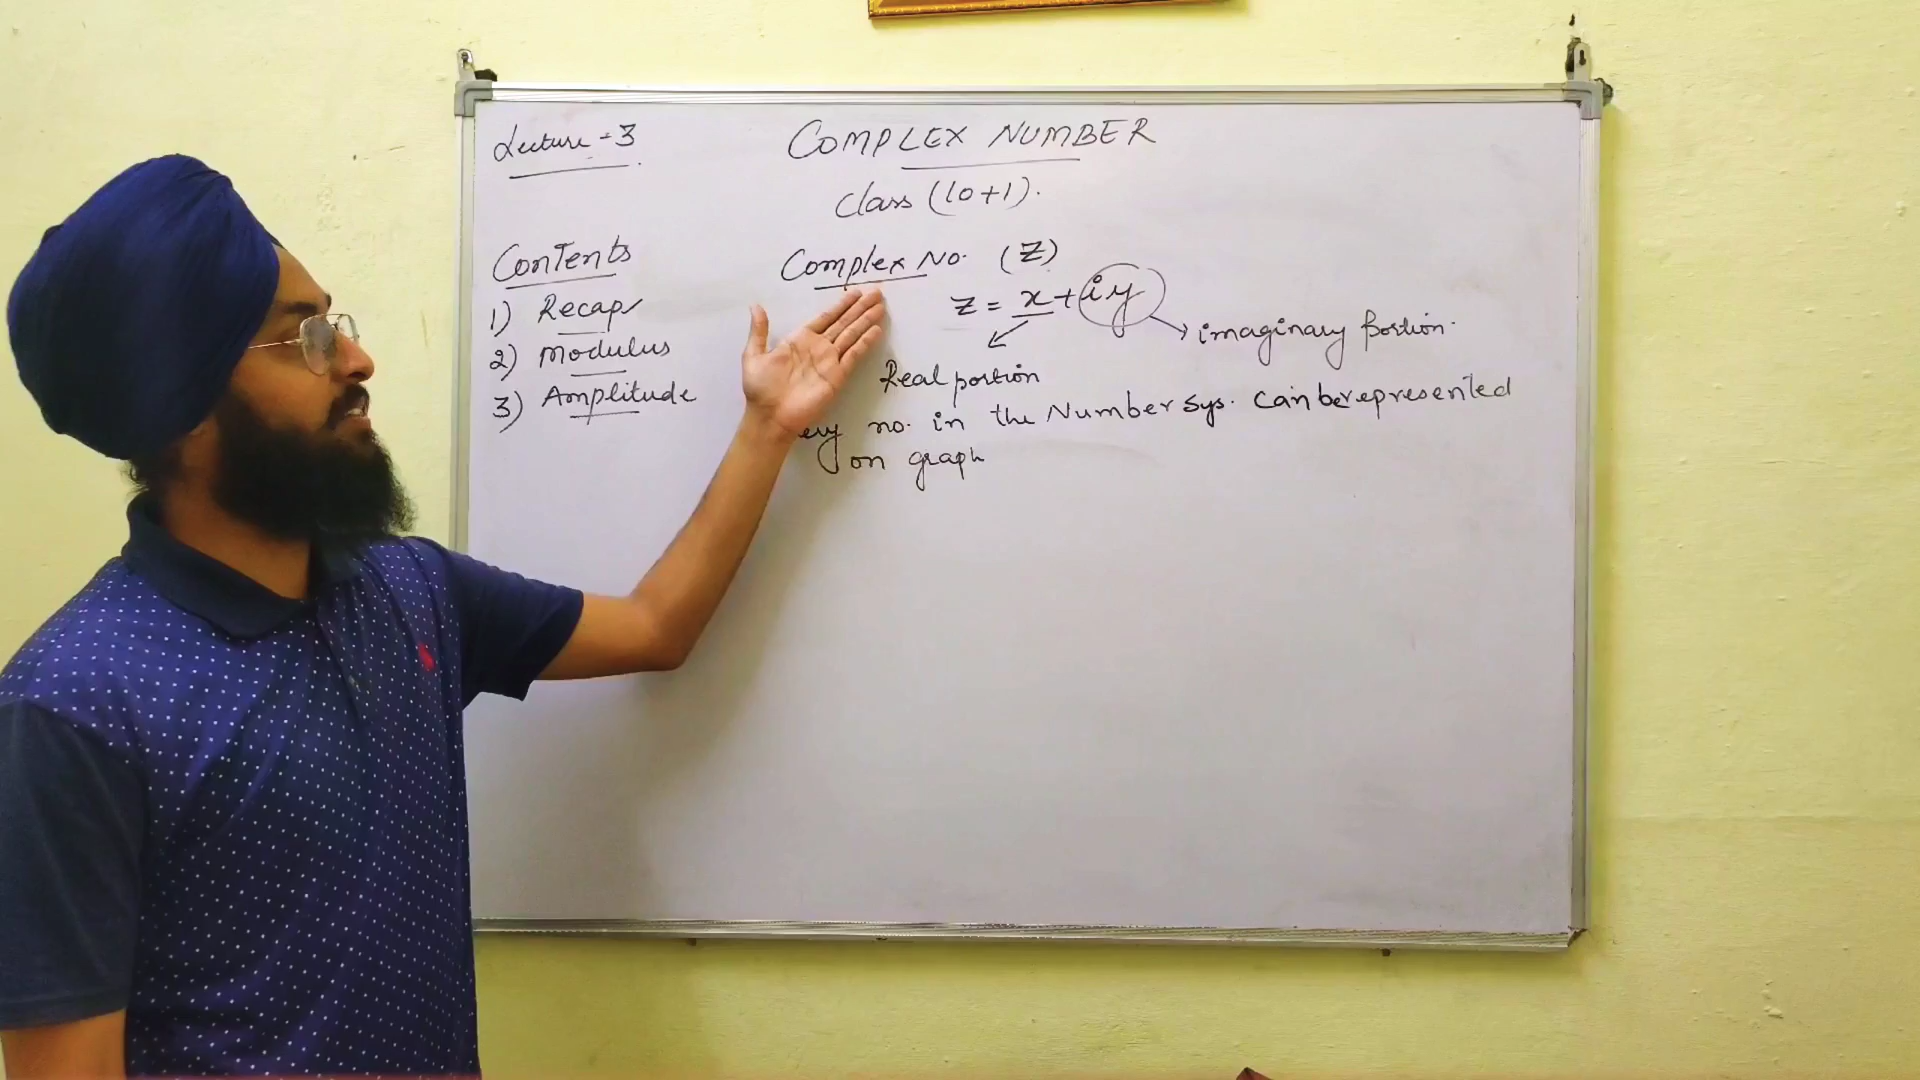 Lecture - 3
COMPLEX NUMBER
Class (10+1).
Contents
1) Recap
2) Modulus
3) Amplitude
Complex No. (Z)
Z = x + iy
imaginary portion.
Real portion
no. in the Number Sys. can be represented
on graph